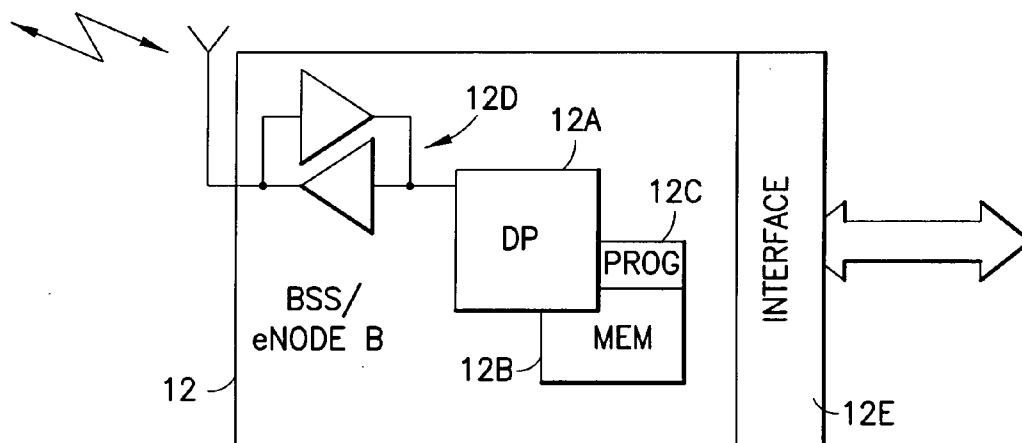 12D
12A
12C
DP
PROG
INTERFACE
BSS/
eNODE B
MEM
12B
12
12E